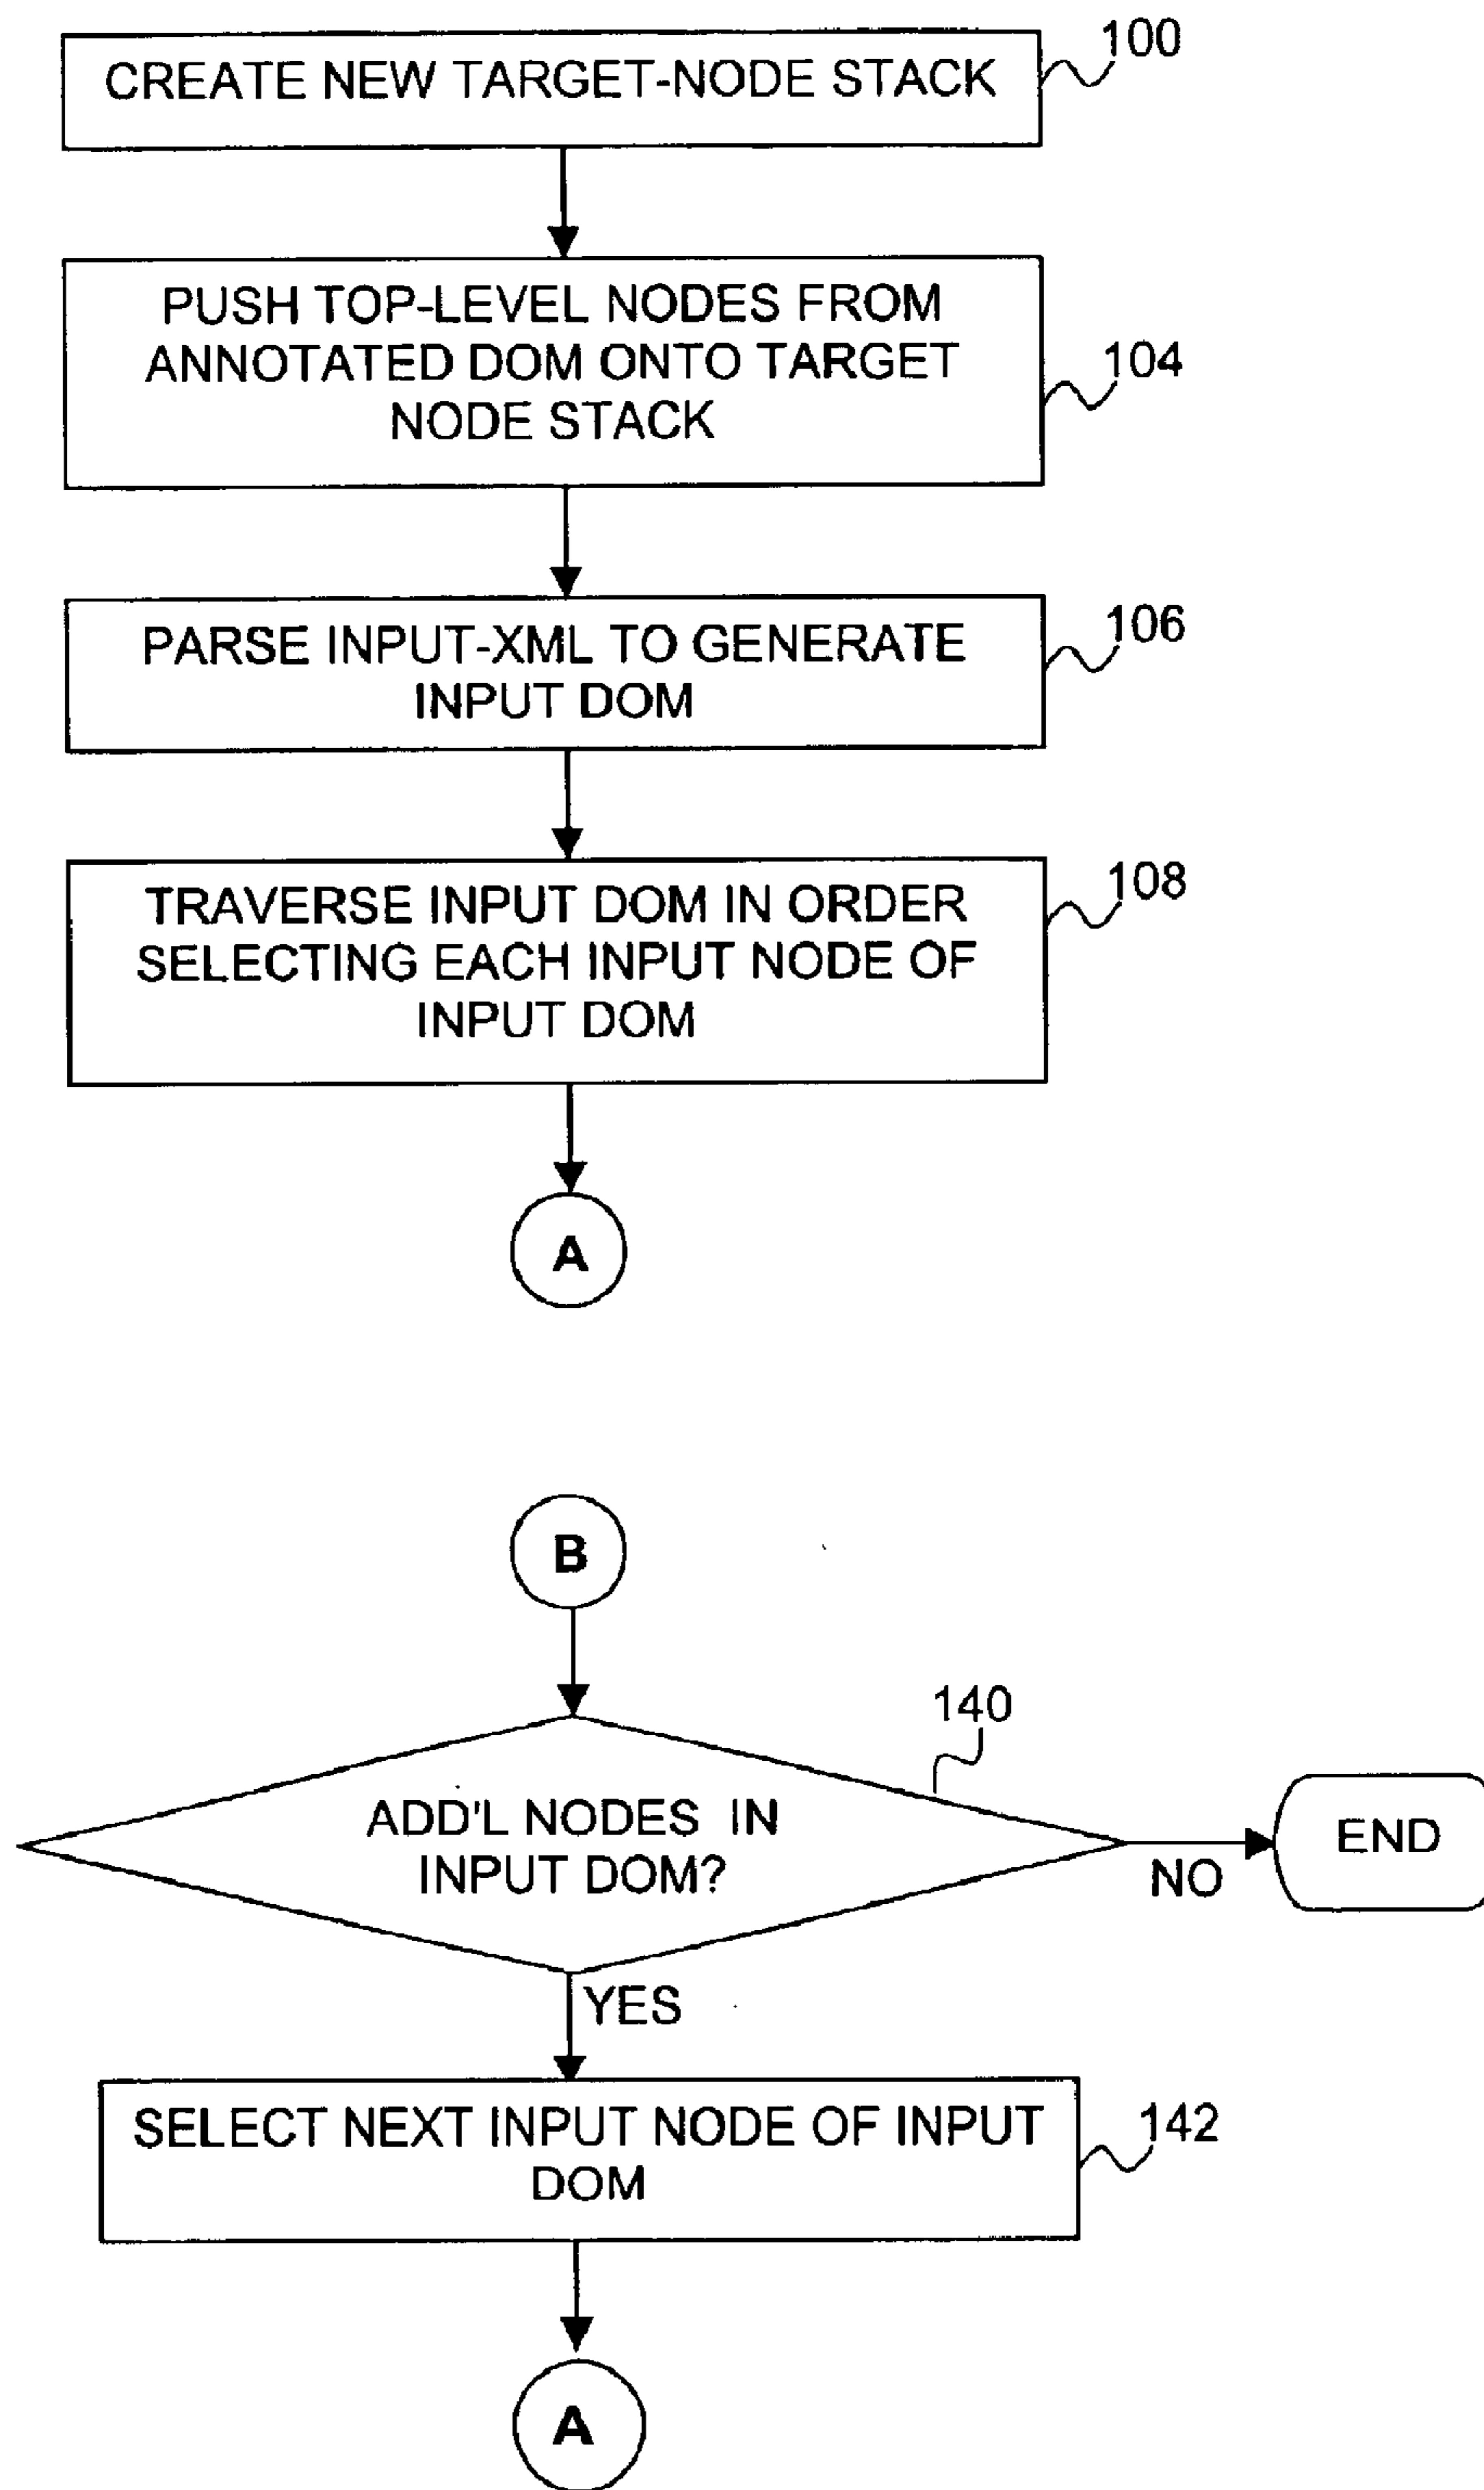 CREATE NEW TARGET-NODE STACK
100
PUSH TOP-LEVEL NODES FROM
ANNOTATED DOM ONTO TARGET
NODE STACK
104
PARSE INPUT-XML TO GENERATE
INPUT DOM
106
TRAVERSE INPUT DOM IN ORDER
SELECTING EACH INPUT NODE OF
INPUT DOM
108
A
B
140
ADD'L NODES IN
INPUT DOM?
NO
END
YES
SELECT NEXT INPUT NODE OF INPUT
DOM
142
A